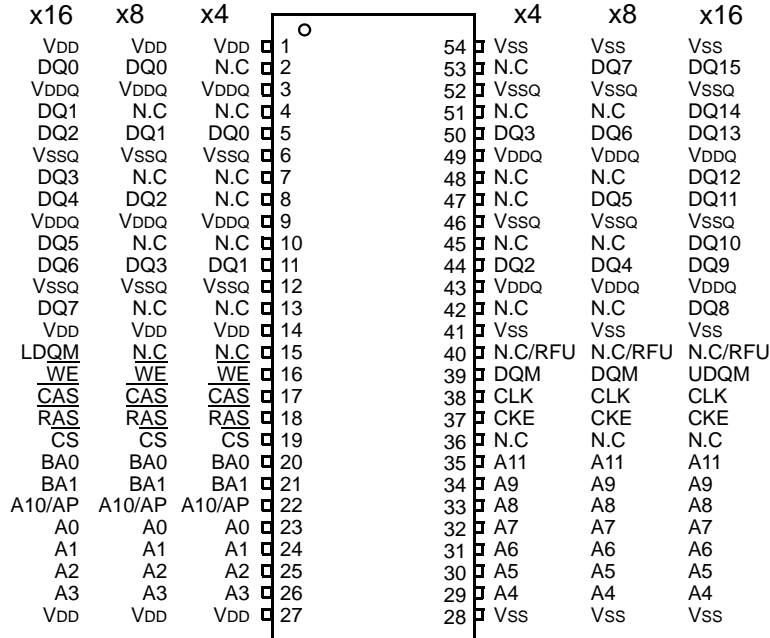 x16 x8 x4 x4 x8 x16
VDD VDD VDD 1 54 VSS VSS VSS
DQ0 DQ0 N.C 2 53 N.C DQ7 DQ15
VDDQ VDDQ VDDQ 3 52 VSSQ VSSQ VSSQ
DQ1 N.C N.C 4 51 N.C N.C DQ14
DQ2 DQ1 DQ0 5 50 DQ3 DQ6 DQ13
VSSQ VSSQ VSSQ 6 49 VDDQ VDDQ VDDQ
DQ3 N.C N.C 7 48 N.C N.C DQ12
DQ4 DQ2 N.C 8 47 N.C DQ5 DQ11
VDDQ VDDQ VDDQ 9 46 VSSQ VSSQ VSSQ
DQ5 N.C N.C 10 45 N.C N.C DQ10
DQ6 DQ3 DQ1 11 44 DQ2 DQ4 DQ9
VSSQ VSSQ VSSQ 12 43 VDDQ VDDQ VDDQ
DQ7 N.C N.C 13 42 N.C N.C DQ8
VDD VDD VDD 14 41 VSS VSS VSS
LDQM N.C N.C 15 40 N.C/RFU N.C/RFU N.C/RFU
WE WE WE 16 39 DQM DQM UDQM
CAS CAS CAS 17 38 CLK CLK CLK
RAS RAS RAS 18 37 CKE CKE CKE
CS CS CS 19 36 N.C N.C N.C
BA0 BA0 BA0 20 35 A11 A11 A11
BA1 BA1 BA1 21 34 A9 A9 A9
A10/AP A10/AP A10/AP 22 33 A8 A8 A8
A0 A0 A0 23 32 A7 A7 A7
A1 A1 A1 24 31 A6 A6 A6
A2 A2 A2 25 30 A5 A5 A5
A3 A3 A3 26 29 A4 A4 A4
VDD VDD VDD 27 28 VSS VSS VSS